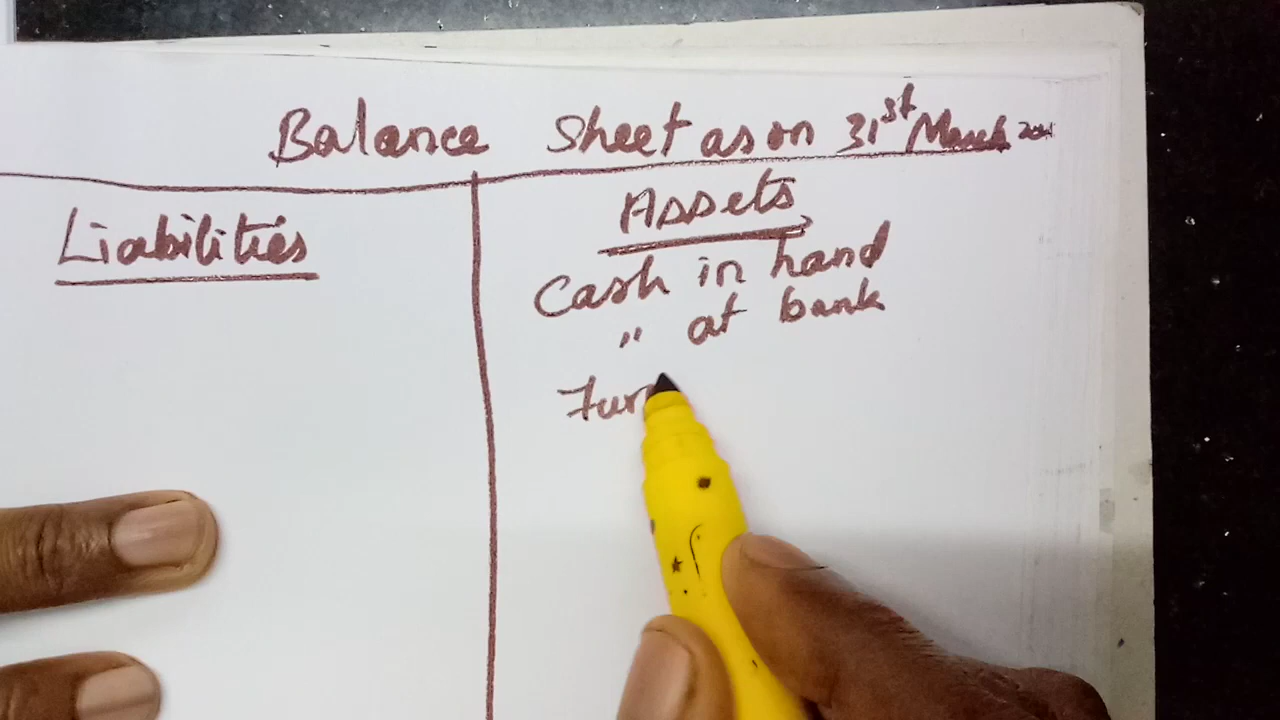 Balance Sheet as on 31st March
Liabilities
Assets
Cash in hand
" at bank
Fur